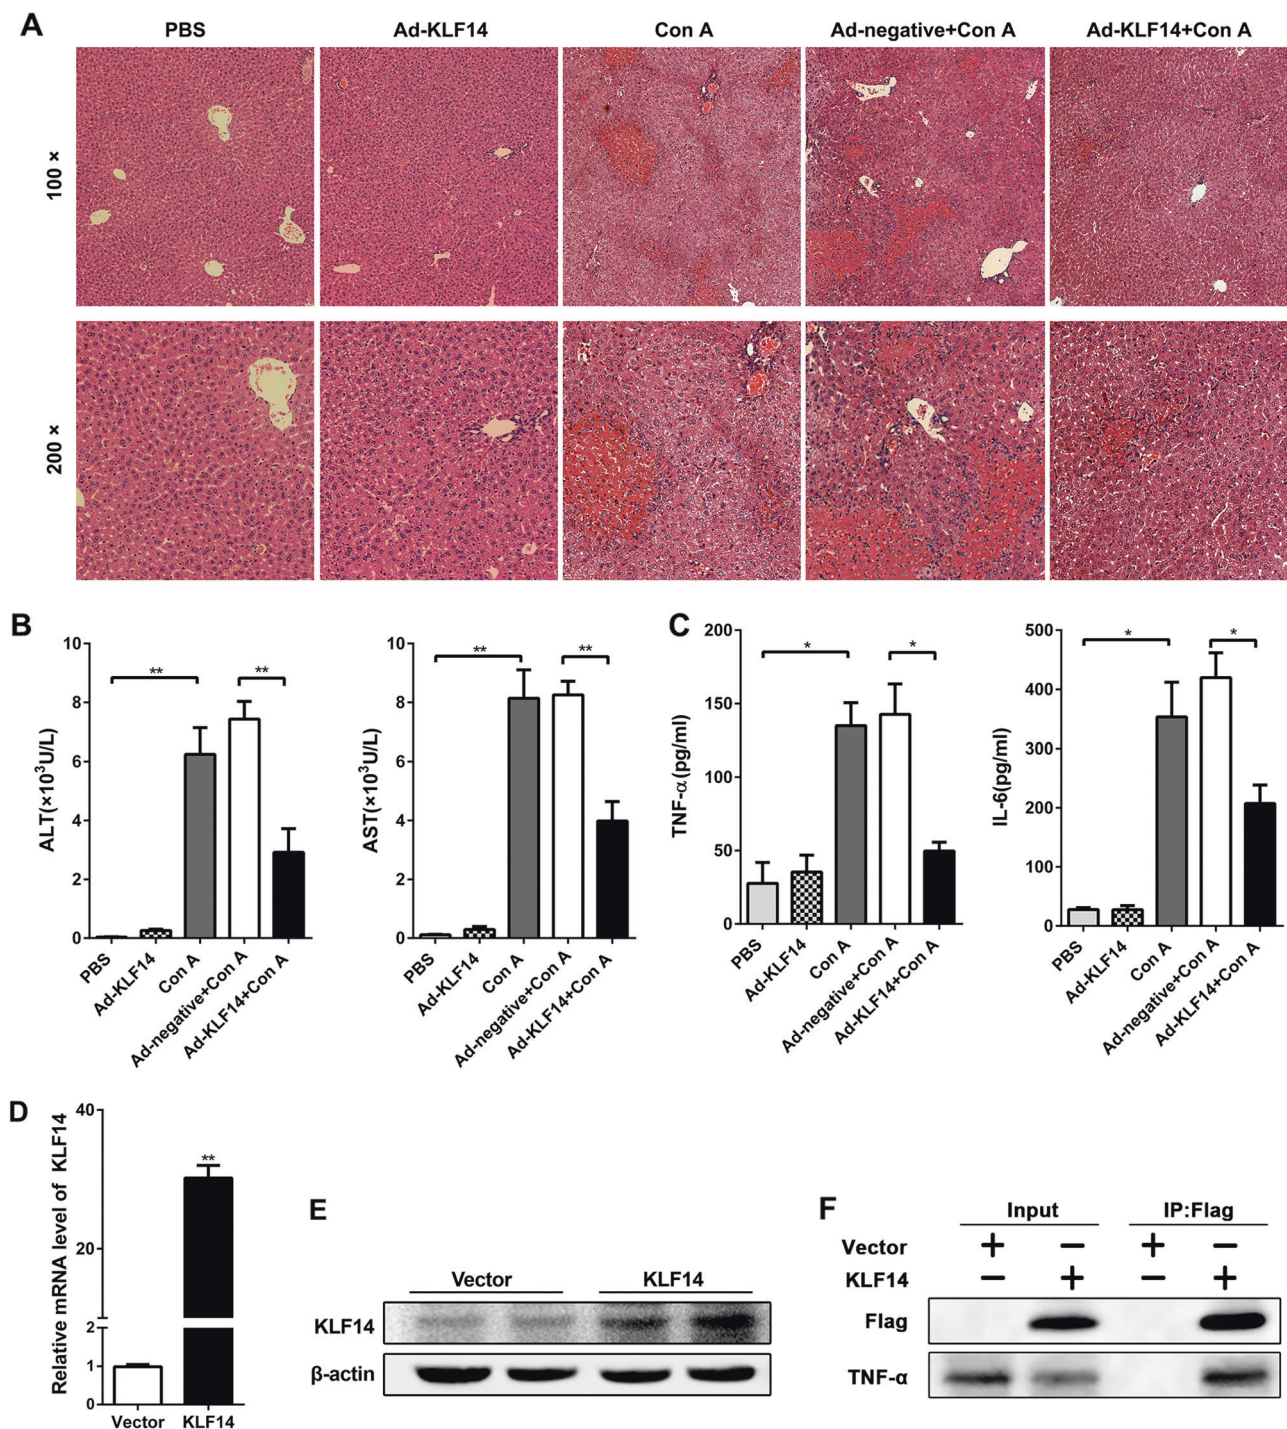 A
PBS Ad-KLF14 Con A Ad-negative+Con A Ad-KLF14+Con A
100 ×
200 ×
B
ALT(×10³U/L)
10
8
6
4
2
0
**
**
PBS
Ad-KLF14
Con A
Ad-negative+Con A
Ad-KLF14+Con A
AST(×10³U/L)
10
8
6
4
2
0
**
**
PBS
Ad-KLF14
Con A
Ad-negative+Con A
Ad-KLF14+Con A
C
TNF-α(pg/ml)
200
150
100
50
0
*
*
PBS
Ad-KLF14
Con A
Ad-negative+Con A
Ad-KLF14+Con A
IL-6(pg/ml)
500
400
300
200
100
0
*
*
PBS
Ad-KLF14
Con A
Ad-negative+Con A
Ad-KLF14+Con A
D
Relative mRNA level of KLF14
40
20
2
1
0
**
Vector KLF14
E
Vector KLF14
KLF14
β-actin
F
Input IP:Flag
Vector + − + −
KLF14 − + − +
Flag
TNF-α